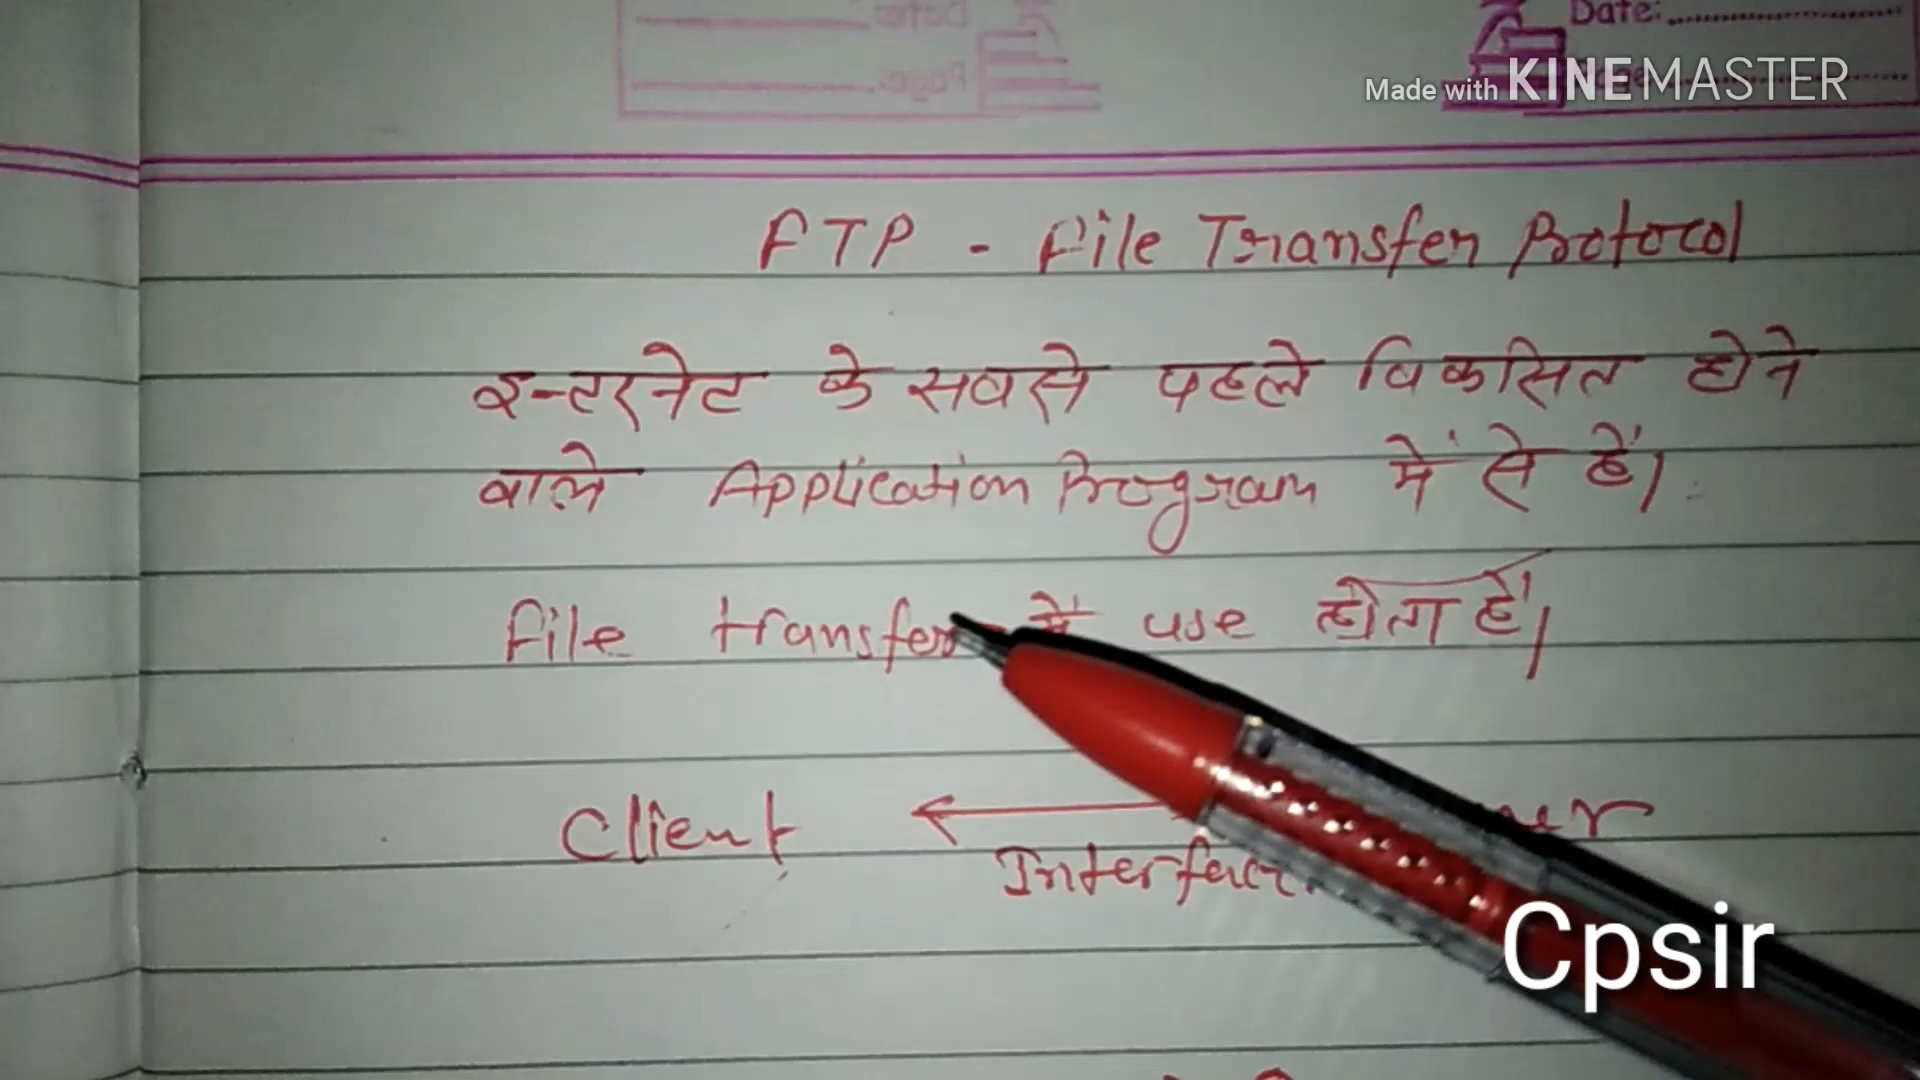 Date:
Made with KINEMASTER
FTP - File Transfer Protocol
इन्टरनेट के सबसे पहले विकसित होने
वाले Application Program में से हैं।
File transfer में use होता हैं।
Client
Interface
Cpsir